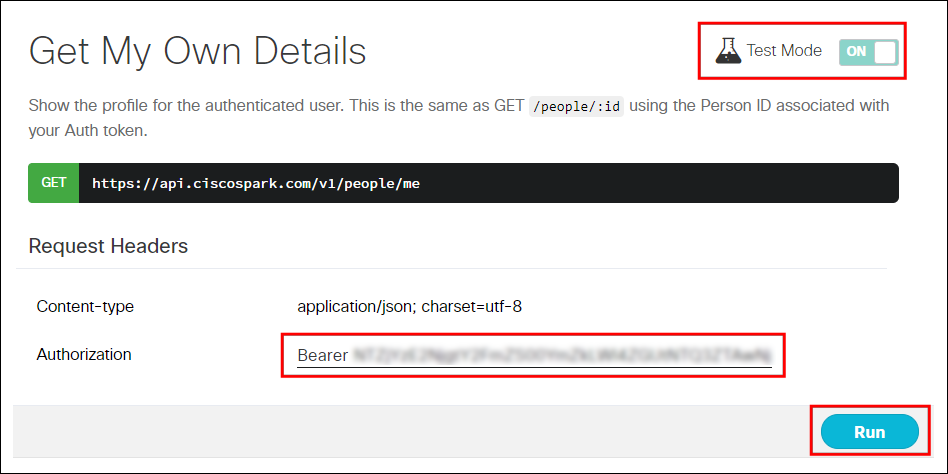 Get My Own Details
Test Mode ON
Show the profile for the authenticated user. This is the same as GET /people/:id using the Person ID associated with
your Auth token.
GET https://api.ciscospark.com/v1/people/me
Request Headers
Content-type application/json; charset=utf-8
Authorization Bearer
Run